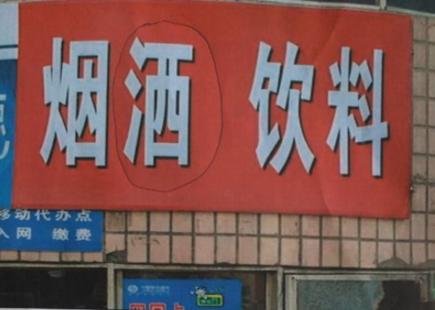 烟洒 饮料
移动代办点
入网 缴费